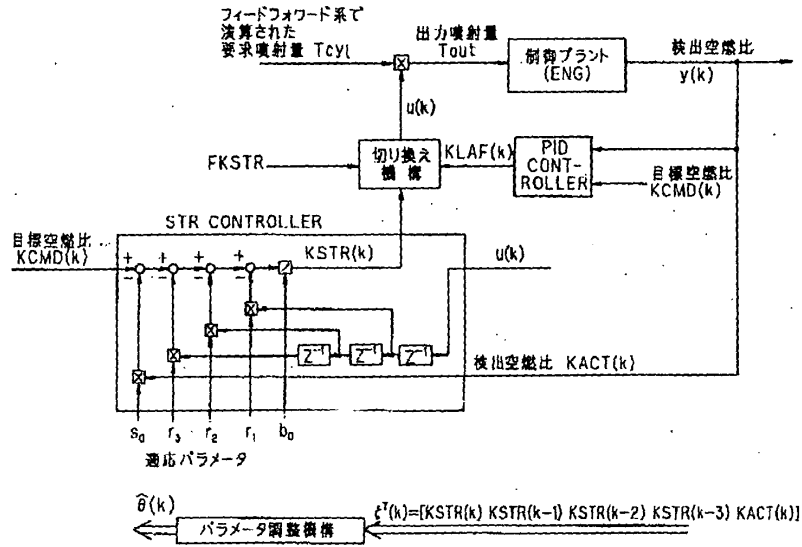 フィードフォワード系で
演算された
要求噴射量 Tcyl
出力噴射量
Tout
制御プラント
(ENG)
検出空燃比
y(k)
u(k)
FKSTR
切り換え
機構
KLAF(k)
PID
CONT-
ROLLER
目標空燃比
KCMD(k)
STR CONTROLLER
目標空燃比
KCMD(k)
+ + + +
- - - -
KSTR(k)
u(k)
Z⁻¹ Z⁻¹ Z⁻¹
検出空燃比 KACT(k)
s₀ r₃ r₂ r₁ b₀
適応パラメータ
θ̂(k)
パラメータ調整機構
ζᵀ(k)=[KSTR(k) KSTR(k-1) KSTR(k-2) KSTR(k-3) KACT(k)]